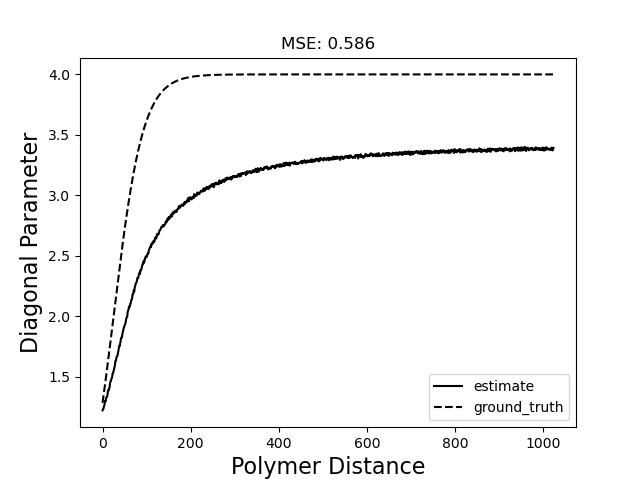 MSE: 0.586
Diagonal Parameter
4.0
3.5
3.0
2.5
2.0
1.5
estimate
ground_truth
0 200 400 600 800 1000
Polymer Distance